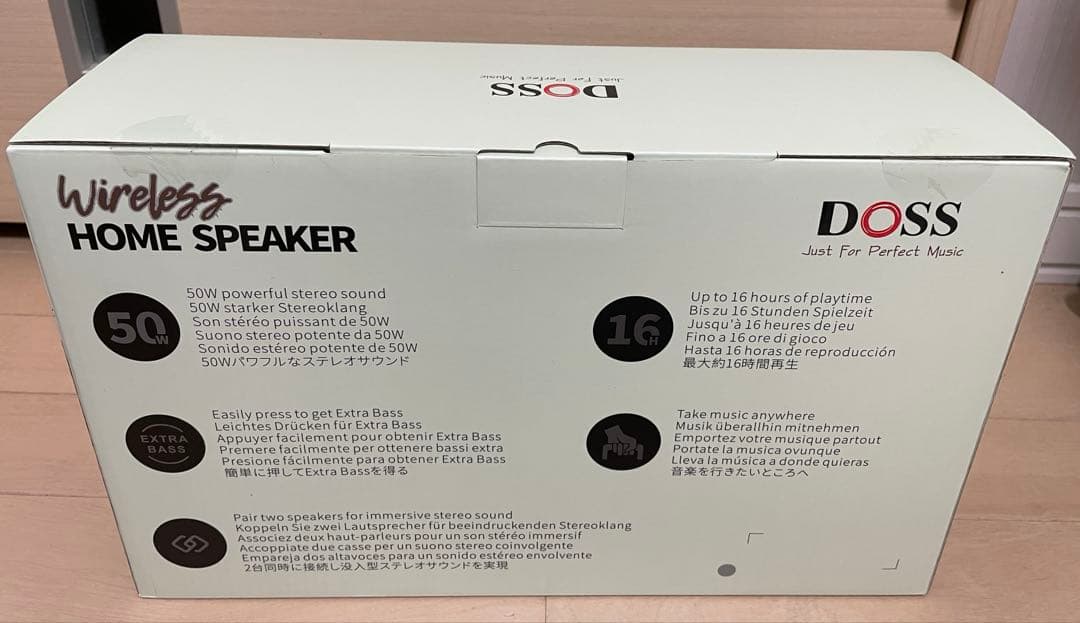 DOSS
Just For Perfect Music
Wireless
HOME SPEAKER
DOSS
Just For Perfect Music
50W
50W powerful stereo sound
50W starker Stereoklang
Son stéréo puissant de 50W
Suono stereo potente da 50W
Sonido estéreo potente de 50W
50Wパワフルなステレオサウンド
16H
Up to 16 hours of playtime
Bis zu 16 Stunden Spielzeit
Jusqu'à 16 heures de jeu
Fino a 16 ore di gioco
Hasta 16 horas de reproducción
最大約16時間再生
EXTRA
BASS
Easily press to get Extra Bass
Leichtes Drücken für Extra Bass
Appuyer facilement pour obtenir Extra Bass
Premere facilmente per ottenere bassi extra
Presione fácilmente para obtener Extra Bass
簡単に押してExtra Bassを得る
Take music anywhere
Musik überallhin mitnehmen
Emportez votre musique partout
Portate la musica ovunque
Lleva la música a donde quieras
音楽を行きたいところへ
Pair two speakers for immersive stereo sound
Koppeln Sie zwei Lautsprecher für beeindruckenden Stereoklang
Associez deux haut-parleurs pour un son stéréo immersif
Accoppiate due casse per un suono stereo coinvolgente
Empareja dos altavoces para un sonido estéreo envolvente
2台同時に接続し没入型ステレオサウンドを実現